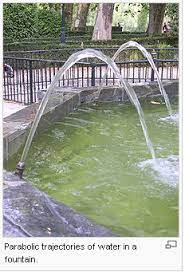 Parabolic trajectories of water in a
fountain.